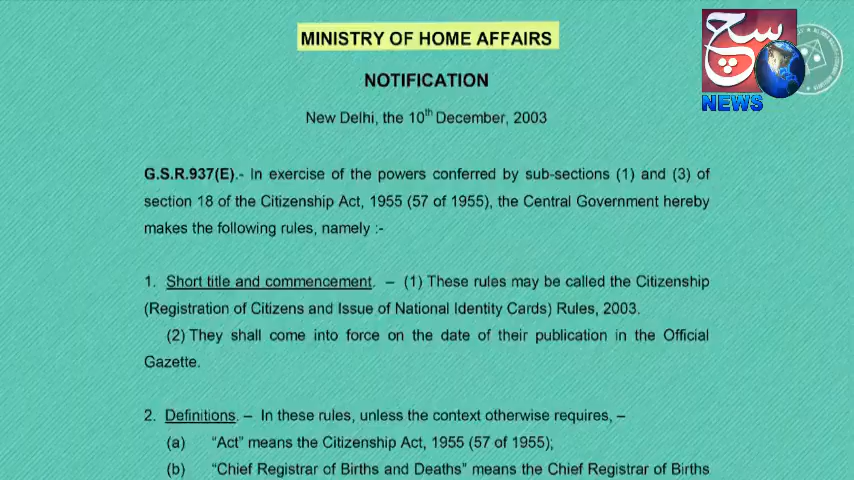 MINISTRY OF HOME AFFAIRS
سچ
NEWS
NOTIFICATION
New Delhi, the 10th December, 2003
G.S.R.937(E).- In exercise of the powers conferred by sub-sections (1) and (3) of
section 18 of the Citizenship Act, 1955 (57 of 1955), the Central Government hereby
makes the following rules, namely :-
1. Short title and commencement. – (1) These rules may be called the Citizenship
(Registration of Citizens and Issue of National Identity Cards) Rules, 2003.
(2) They shall come into force on the date of their publication in the Official
Gazette.
2. Definitions. – In these rules, unless the context otherwise requires, –
(a) “Act” means the Citizenship Act, 1955 (57 of 1955);
(b) “Chief Registrar of Births and Deaths” means the Chief Registrar of Births